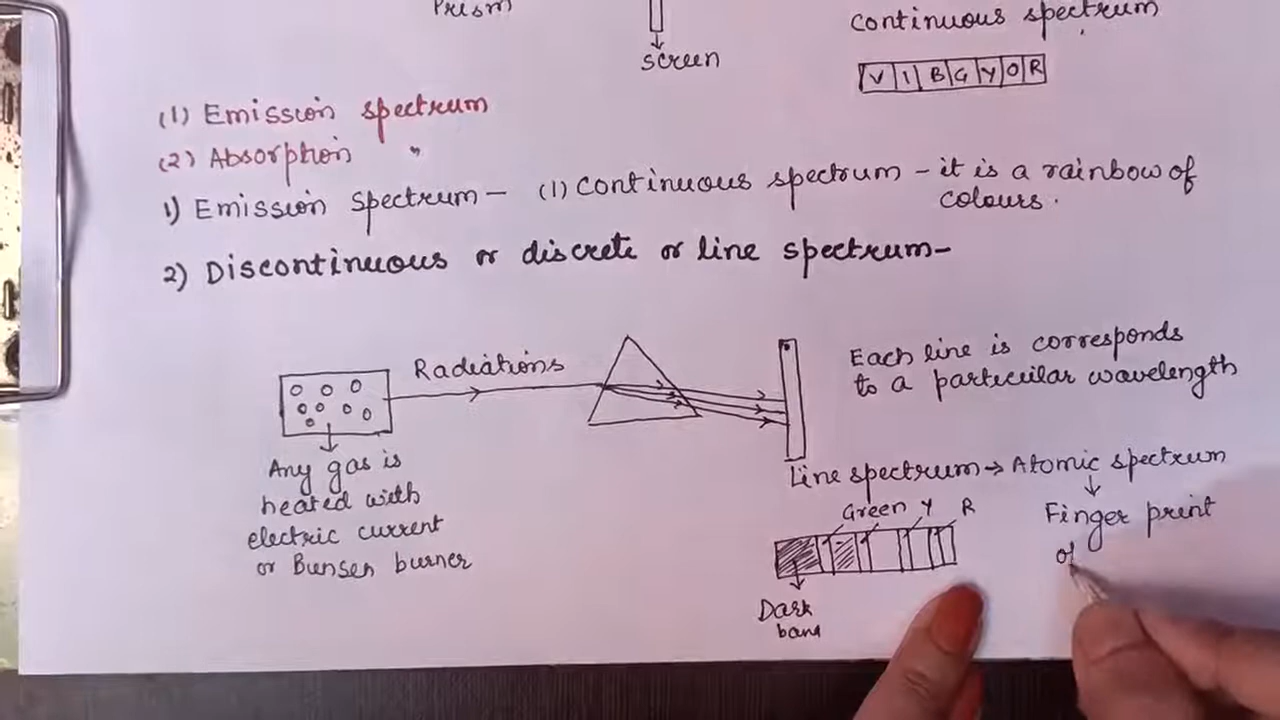 Prism
screen
continuous spectrum
V I B G Y O R
(1) Emission spectrum
(2) Absorption "
1) Emission spectrum - (1) continuous spectrum - it is a rainbow of
colours.
2) Discontinuous or discrete or line spectrum-
Radiations
Each line is corresponds
to a particular wavelength
Any gas is
heated with
electric current
or Bunsen burner
Line spectrum → Atomic spectrum
Green Y R
Finger print
of
Dark
band